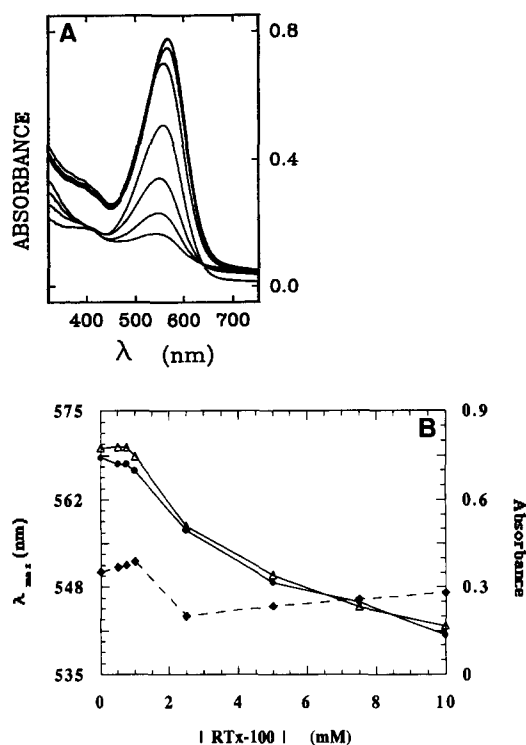 A
0.8
0.4
0.0
ABSORBANCE
400 500 600 700
λ (nm)
B
575
562
548
535
0.9
0.6
0.3
0
λ max (nm)
Absorbance
0 2 4 6 8 10
| RTx-100 | (mM)